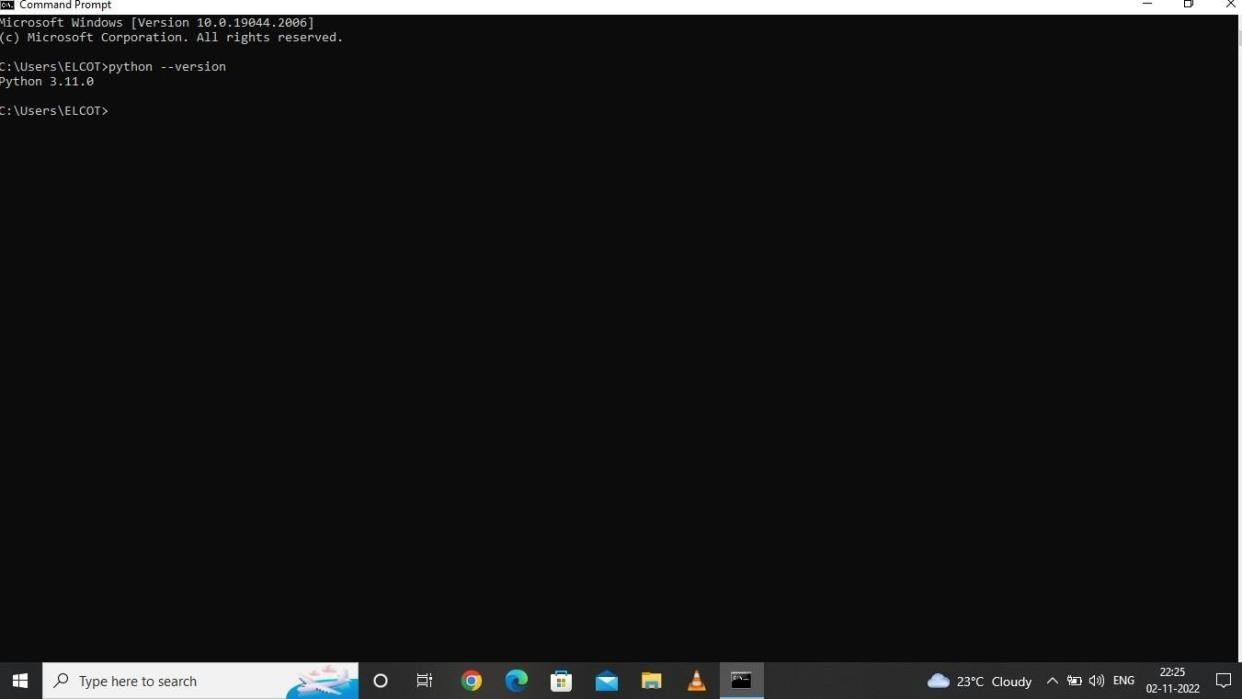 Command Prompt
Microsoft Windows [Version 10.0.19044.2006]
(c) Microsoft Corporation. All rights reserved.
C:\Users\ELCOT>python --version
Python 3.11.0
C:\Users\ELCOT>
Type here to search
23°C Cloudy
ENG
22:25
02-11-2022